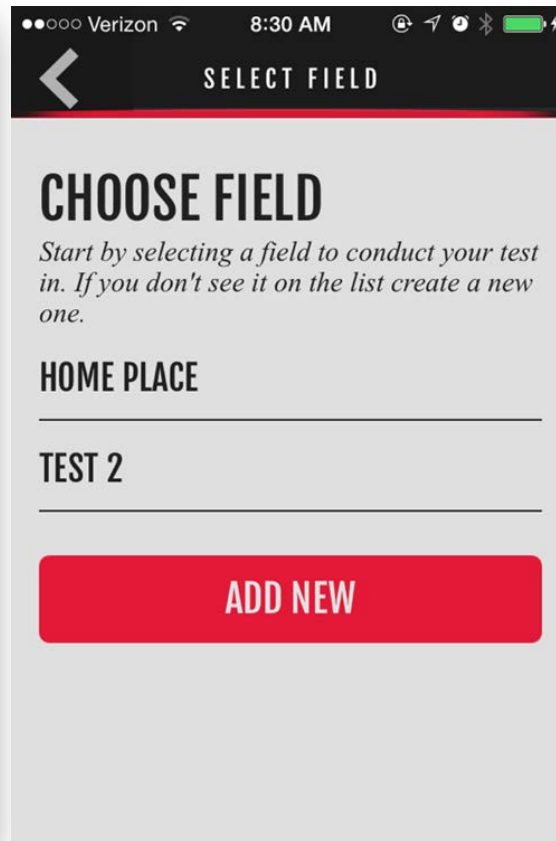 Verizon 8:30 AM
SELECT FIELD
CHOOSE FIELD
Start by selecting a field to conduct your test
in. If you don't see it on the list create a new
one.
HOME PLACE
TEST 2
ADD NEW